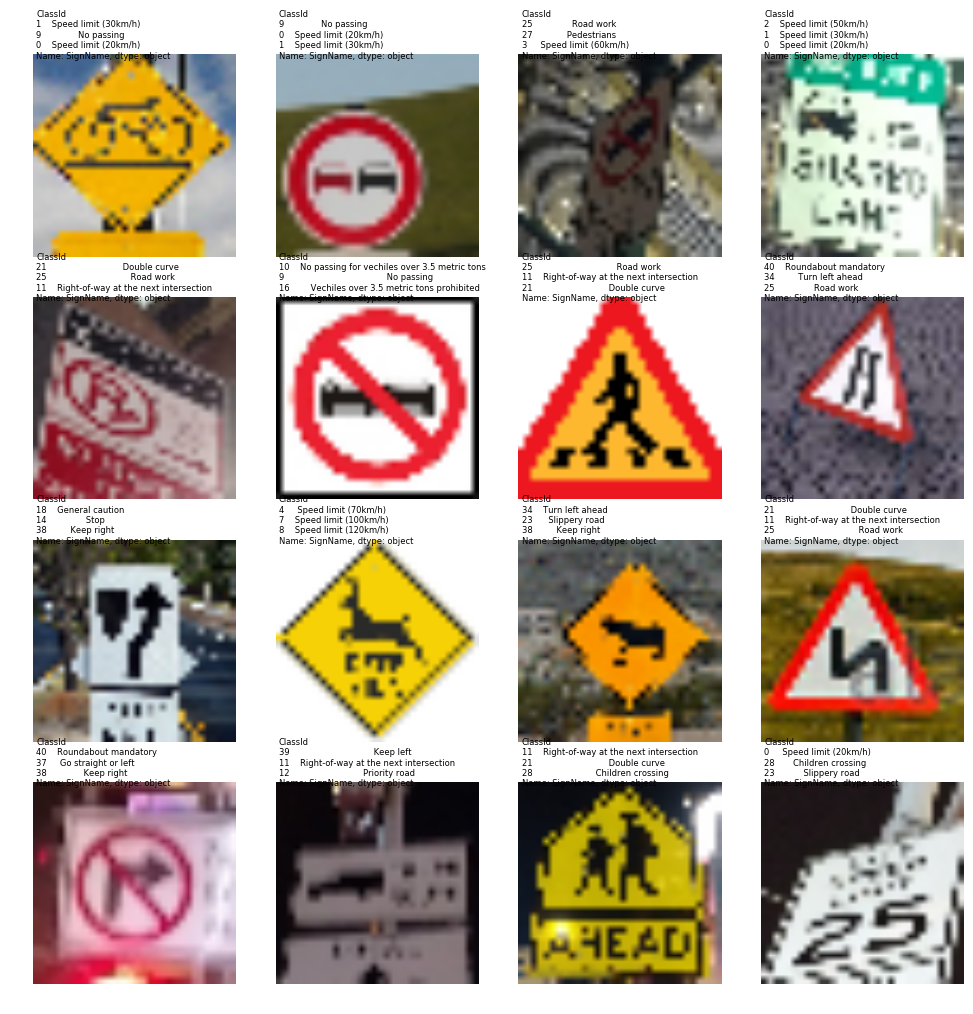 ClassId
1 Speed limit (30km/h)
9 No passing
0 Speed limit (20km/h)
Name: SignName, dtype: object
ClassId
9 No passing
0 Speed limit (20km/h)
1 Speed limit (30km/h)
Name: SignName, dtype: object
ClassId
25 Road work
27 Pedestrians
3 Speed limit (60km/h)
Name: SignName, dtype: object
ClassId
2 Speed limit (50km/h)
1 Speed limit (30km/h)
0 Speed limit (20km/h)
Name: SignName, dtype: object
ClassId
21 Double curve
25 Road work
11 Right-of-way at the next intersection
Name: SignName, dtype: object
ClassId
10 No passing for vechiles over 3.5 metric tons
9 No passing
16 Vechiles over 3.5 metric tons prohibited
Name: SignName, dtype: object
ClassId
25 Road work
11 Right-of-way at the next intersection
21 Double curve
Name: SignName, dtype: object
ClassId
40 Roundabout mandatory
34 Turn left ahead
25 Road work
Name: SignName, dtype: object
ClassId
18 General caution
14 Stop
38 Keep right
Name: SignName, dtype: object
ClassId
4 Speed limit (70km/h)
7 Speed limit (100km/h)
8 Speed limit (120km/h)
Name: SignName, dtype: object
ClassId
34 Turn left ahead
23 Slippery road
38 Keep right
Name: SignName, dtype: object
ClassId
21 Double curve
11 Right-of-way at the next intersection
25 Road work
Name: SignName, dtype: object
ClassId
40 Roundabout mandatory
37 Go straight or left
38 Keep right
Name: SignName, dtype: object
ClassId
39 Keep left
11 Right-of-way at the next intersection
12 Priority road
Name: SignName, dtype: object
ClassId
11 Right-of-way at the next intersection
21 Double curve
28 Children crossing
Name: SignName, dtype: object
AHEAD
ClassId
0 Speed limit (20km/h)
28 Children crossing
23 Slippery road
Name: SignName, dtype: object
25